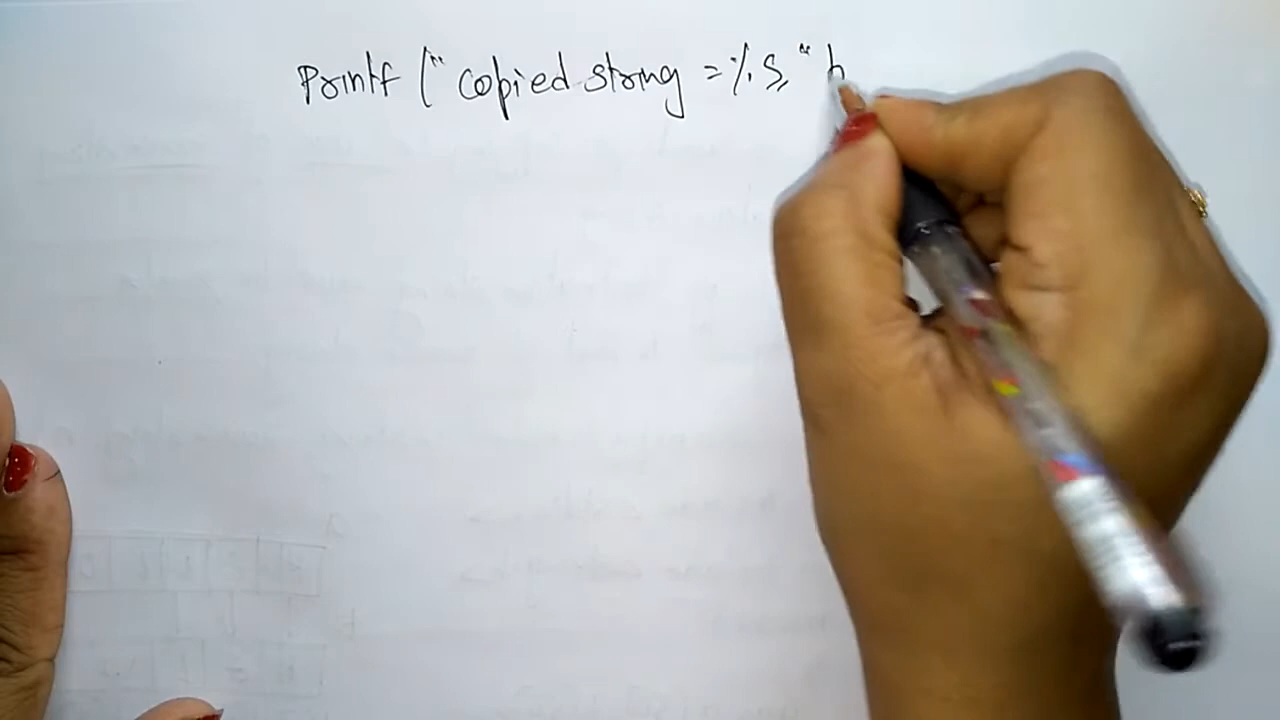 Printf ("Copied string = %s," b